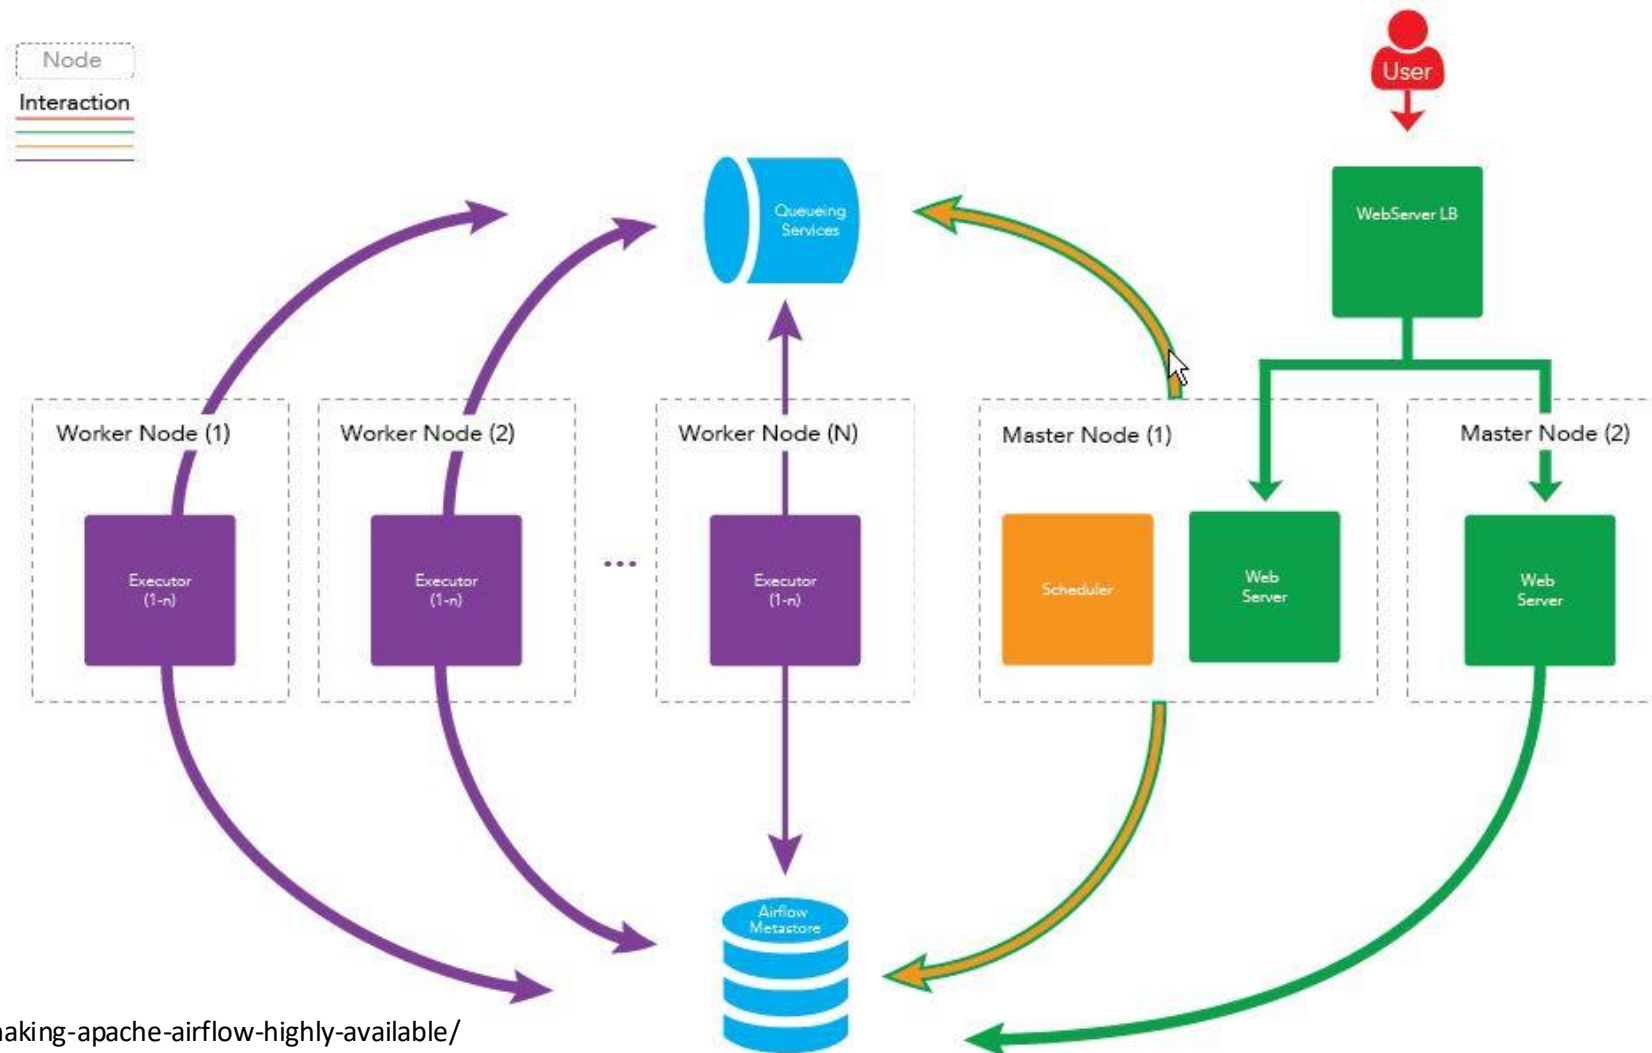 Node
Interaction
User
Queueing
Services
WebServer LB
Worker Node (1)
Worker Node (2)
Worker Node (N)
Master Node (1)
Master Node (2)
Executor
(1-n)
Executor
(1-n)
...
Executor
(1-n)
Scheduler
Web
Server
Web
Server
Airflow
Metastore
making-apache-airflow-highly-available/